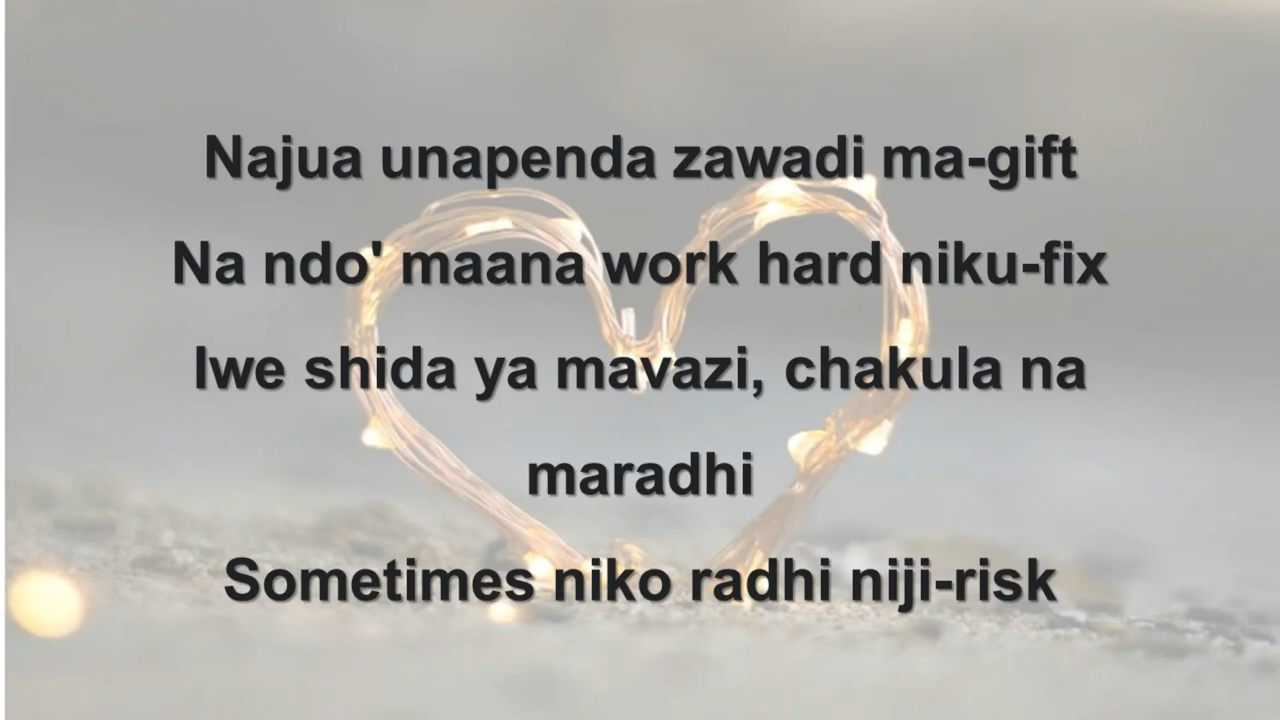 Najua unapenda zawadi ma-gift
Na ndo' maana work hard niku-fix
Iwe shida ya mavazi, chakula na
maradhi
Sometimes niko radhi niji-risk